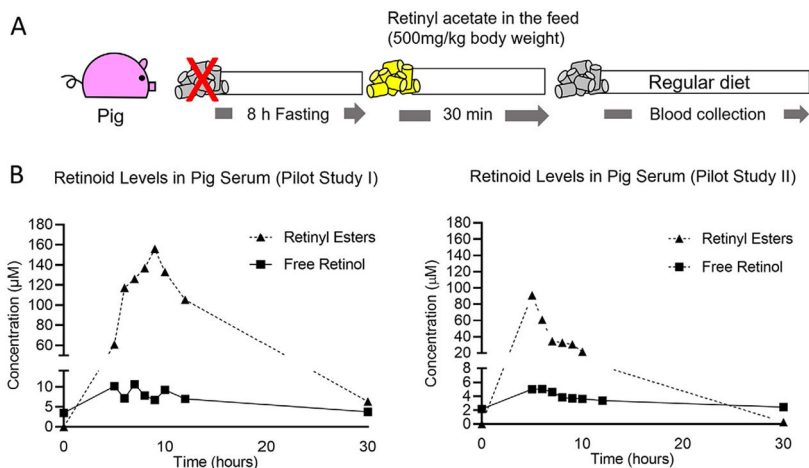 A
Retinyl acetate in the feed
(500mg/kg body weight)
Pig
8 h Fasting
30 min
Regular diet
Blood collection
B
Retinoid Levels in Pig Serum (Pilot Study I)
Concentration (µM)
180
160
140
120
100
80
60
10
5
0
0
10
30
Time (hours)
Retinyl Esters
Free Retinol
Retinoid Levels in Pig Serum (Pilot Study II)
Concentration (µM)
180
160
140
120
100
80
60
40
20
8
6
4
2
0
0
10
30
Time (hours)
Retinyl Esters
Free Retinol